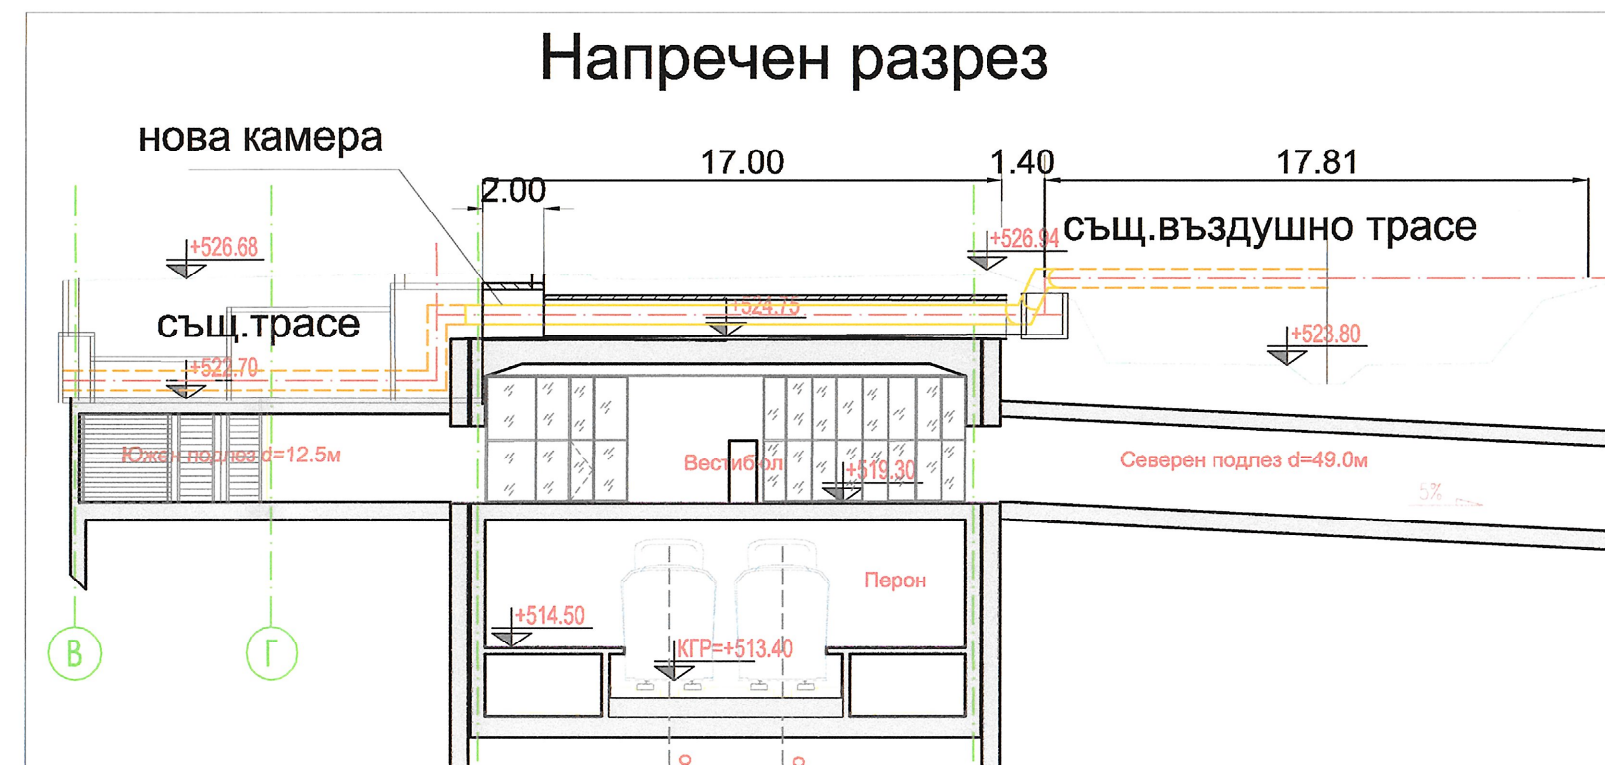 Напречен разрез
нова камера
17.00
1.40
17.81
2.00
+526.68
+526.94
същ.въздушно трасе
същ.трасе
+524.75
+523.80
+522.70
Южен подлез d=12.5м
Вестибюл
+519.30
Северен подлез d=49.0м
5%
Перон
+514.50
КГР=+513.40
В
Г